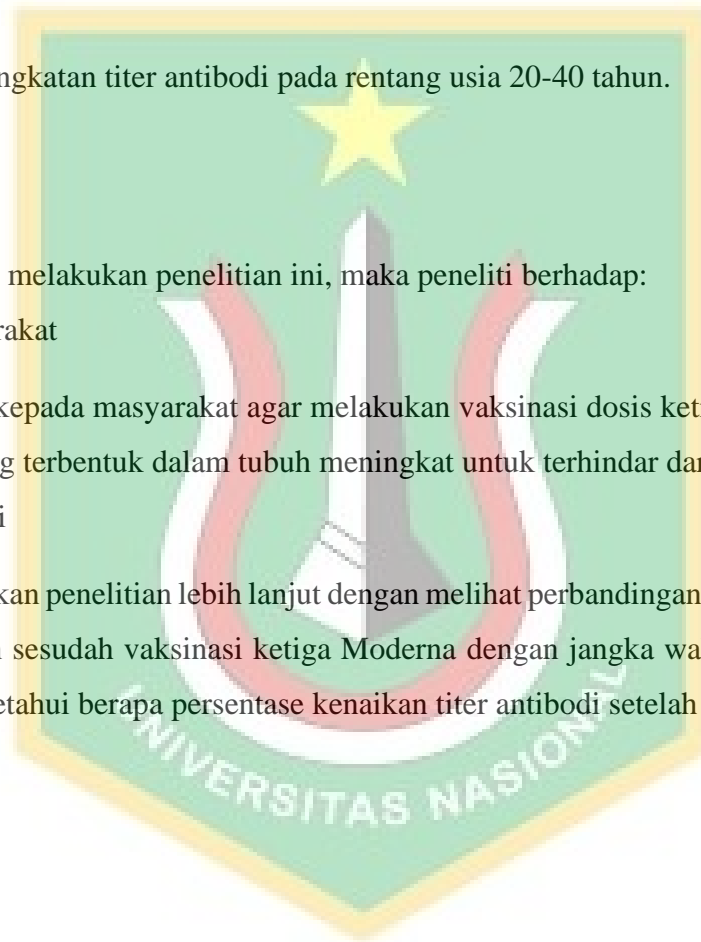 ngkatan titer antibodi pada rentang usia 20-40 tahun.
melakukan penelitian ini, maka peneliti berhadap:
rakat
kepada masyarakat agar melakukan vaksinasi dosis ket
g terbentuk dalam tubuh meningkat untuk terhindar dar
i
kan penelitian lebih lanjut dengan melihat perbandingan
sesudah vaksinasi ketiga Moderna dengan jangka wa
etahui berapa persentase kenaikan titer antibodi setelah
UNIVERSITAS NASIONAL